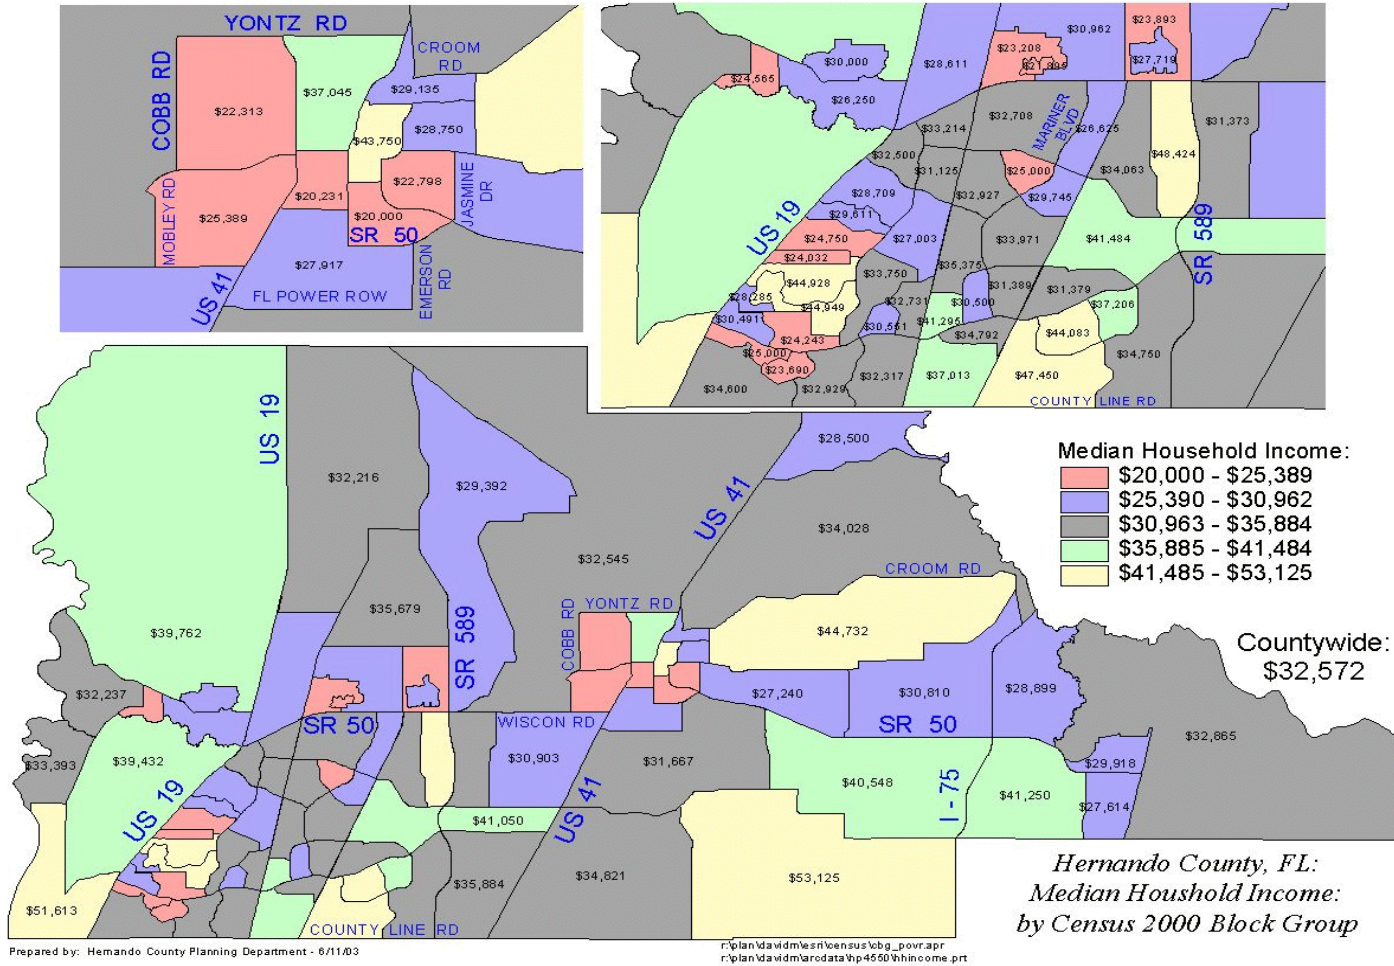 YONTZ RD
COBB RD
CROOM
RD
$22,313
$37,045
$29,135
$28,750
$43,750
MOBLEY RD
$25,389
$20,231
$22,798
$20,000
JASMINE
DR
SR 50
$27,917
US 41
FL POWER ROW
EMERSON
RD
$23,893
$30,962
$23,208
$27,719
$30,000
$28,611
$24,565
$26,250
$32,708
MARINER
BLVD
$26,625
$31,373
$33,214
$48,424
$32,500
$31,125
$25,000
$34,063
$28,709
$32,927
$29,745
$29,611
US 19
SR 589
$24,750
$27,003
$33,971
$41,484
$24,032
$35,375
$33,750
$44,928
$31,389
$31,379
$28,285
$32,731
$30,500
$37,206
$44,949
$30,491
$30,551
$41,295
$34,792
$44,083
$24,243
$25,000
$34,750
$23,690
$34,600
$32,929
$32,317
$37,013
$47,450
COUNTY LINE RD
US 19
$32,216
$29,392
$28,500
US 41
$34,028
$32,545
CROOM RD
YONTZ RD
COBB RD
$35,679
SR 589
$39,762
$44,732
$32,237
$27,240
$30,810
$28,899
SR 50
WISCON RD
SR 50
$32,865
$33,393
$39,432
$30,903
$31,667
$29,918
$40,548
I-75
$41,250
$27,614
US 19
US 41
$41,050
$51,613
$35,884
$34,821
$53,125
COUNTY LINE RD
Median Household Income:
$20,000 - $25,389
$25,390 - $30,962
$30,963 - $35,884
$35,885 - $41,484
$41,485 - $53,125
Countywide:
$32,572
Hernando County, FL:
Median Houshold Income:
by Census 2000 Block Group
Prepared by: Hernando County Planning Department - 6/11/03
r:\plan\davidm\esri\census\cbg_povr.apr
r:\plan\davidm\arcdata\hp4550\hhincome.prt